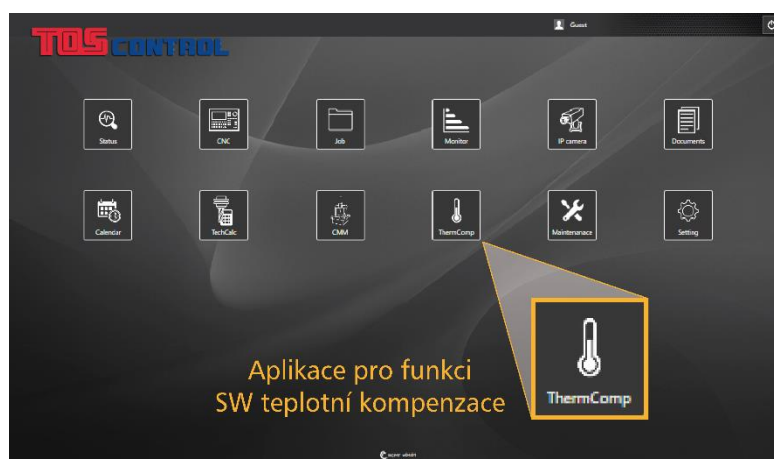 TOS CONTROL
Guest
Status
CNC
Job
Monitor
IP camera
Documents
Calendar
TechCalc
CMM
ThermComp
Maintenanace
Setting
Aplikace pro funkci
SW teplotní kompenzace
ThermComp